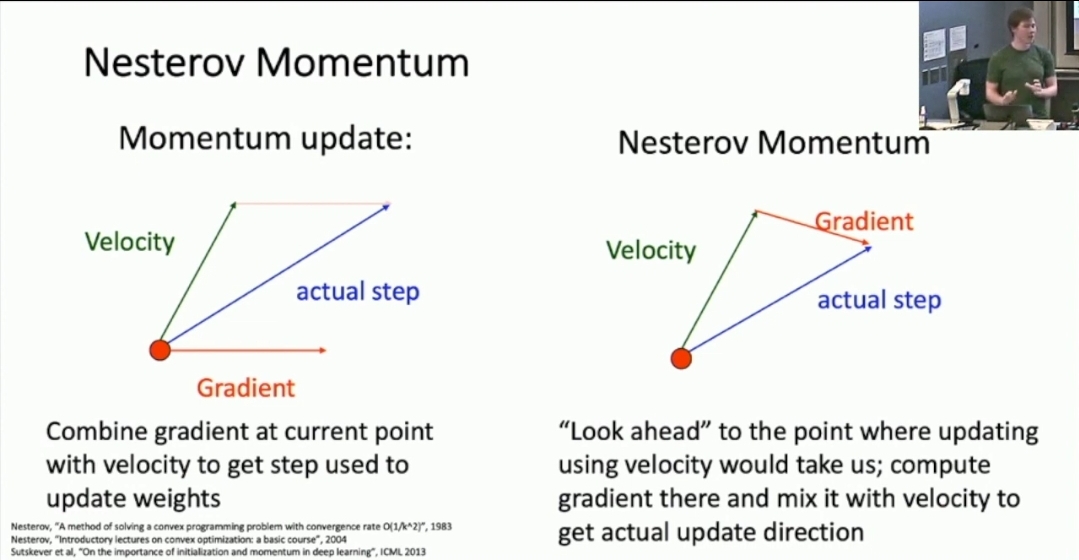 Nesterov Momentum
Momentum update:
Velocity
actual step
Gradient
Combine gradient at current point
with velocity to get step used to
update weights
Nesterov Momentum
Gradient
Velocity
actual step
“Look ahead” to the point where updating
using velocity would take us; compute
gradient there and mix it with velocity to
get actual update direction
Nesterov, “A method of solving a convex programming problem with convergence rate O(1/k^2)”, 1983
Nesterov, “Introductory lectures on convex optimization: a basic course”, 2004
Sutskever et al, “On the importance of initialization and momentum in deep learning”, ICML 2013